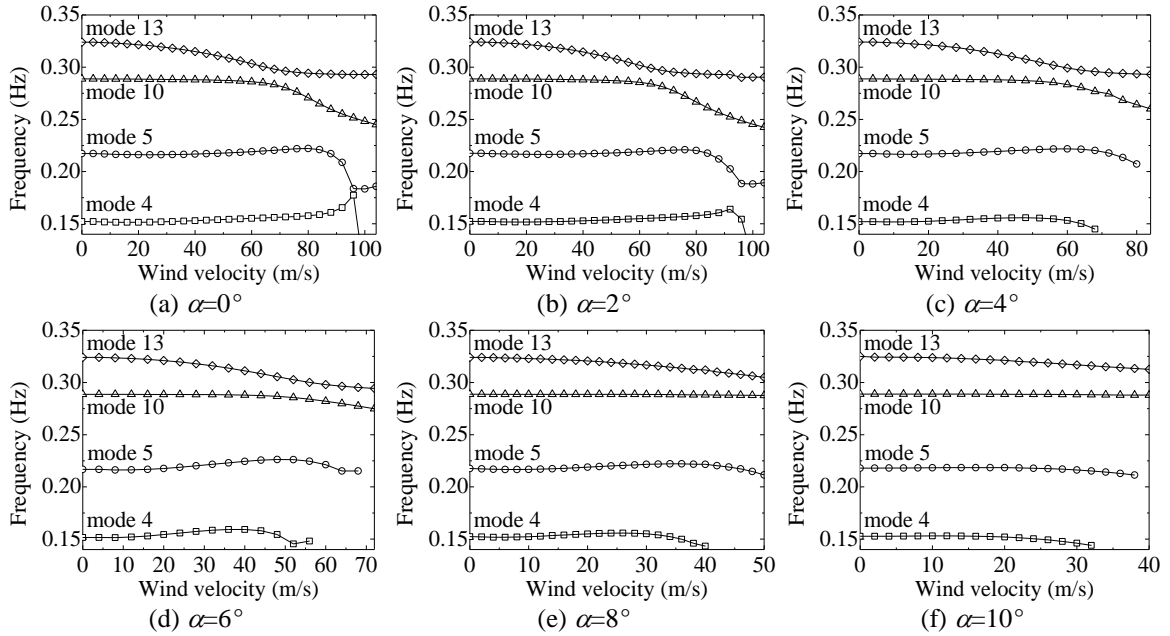 0.35
0.30
0.25
0.20
0.15
Frequency (Hz)
mode 13
mode 10
mode 5
mode 4
0 20 40 60 80 100
Wind velocity (m/s)
(a) α=0°
0.35
0.30
0.25
0.20
0.15
Frequency (Hz)
mode 13
mode 10
mode 5
mode 4
0 20 40 60 80 100
Wind velocity (m/s)
(b) α=2°
0.35
0.30
0.25
0.20
0.15
Frequency (Hz)
mode 13
mode 10
mode 5
mode 4
0 20 40 60 80
Wind velocity (m/s)
(c) α=4°
0.35
0.30
0.25
0.20
0.15
Frequency (Hz)
mode 13
mode 10
mode 5
mode 4
0 10 20 30 40 50 60 70
Wind velocity (m/s)
(d) α=6°
0.35
0.30
0.25
0.20
0.15
Frequency (Hz)
mode 13
mode 10
mode 5
mode 4
0 10 20 30 40 50
Wind velocity (m/s)
(e) α=8°
0.35
0.30
0.25
0.20
0.15
Frequency (Hz)
mode 13
mode 10
mode 5
mode 4
0 10 20 30 40
Wind velocity (m/s)
(f) α=10°